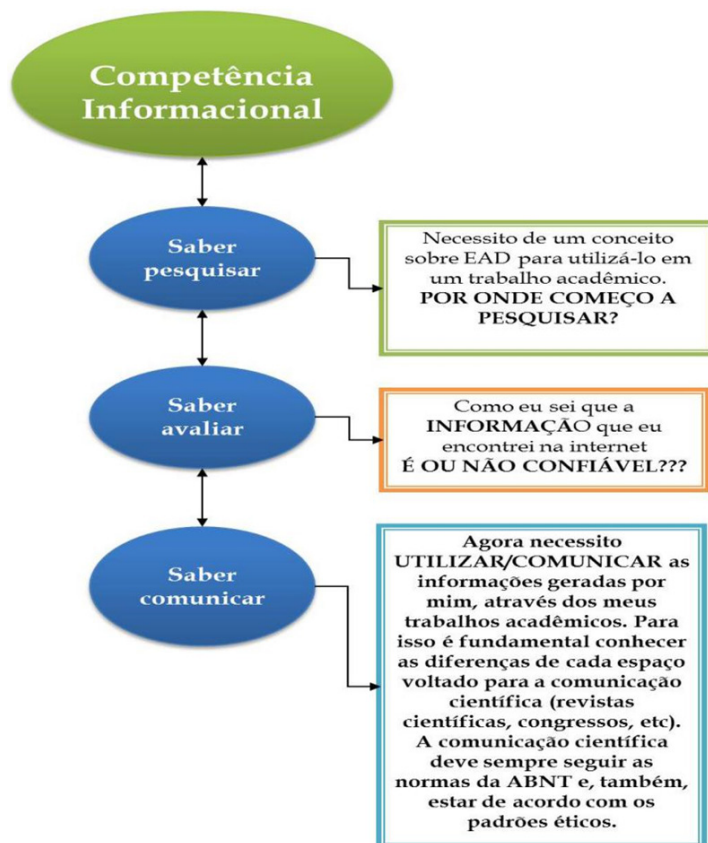 Competência
Informacional
Saber
pesquisar
Necessito de um conceito
sobre EAD para utilizá-lo em
um trabalho acadêmico.
POR ONDE COMEÇO A
PESQUISAR?
Saber
avaliar
Como eu sei que a
INFORMAÇÃO que eu
encontrei na internet
É OU NÃO CONFIÁVEL???
Saber
comunicar
Agora necessito
UTILIZAR/COMUNICAR as
informações geradas por
mim, através dos meus
trabalhos acadêmicos. Para
isso é fundamental conhecer
as diferenças de cada espaço
voltado para a comunicação
científica (revistas
científicas, congressos, etc).
A comunicação científica
deve sempre seguir as
normas da ABNT e, também,
estar de acordo com os
padrões éticos.